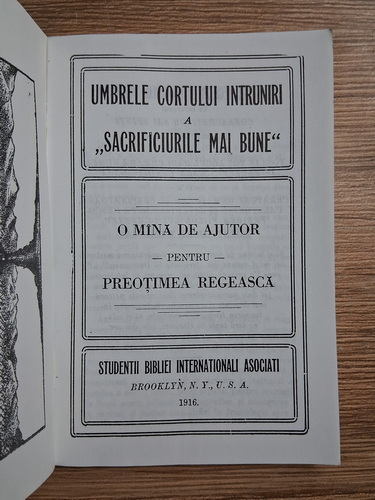 UMBRELE CORTULUI INTRUNIRI
A
„SACRIFICIURILE MAI BUNE“
O MÎNĂ DE AJUTOR
— PENTRU —
PREOȚIMEA REGEASCĂ
STUDENTII BIBLIEI INTERNATIONALI ASOCIATI
BROOKLYN, N. Y., U. S. A.
1916.